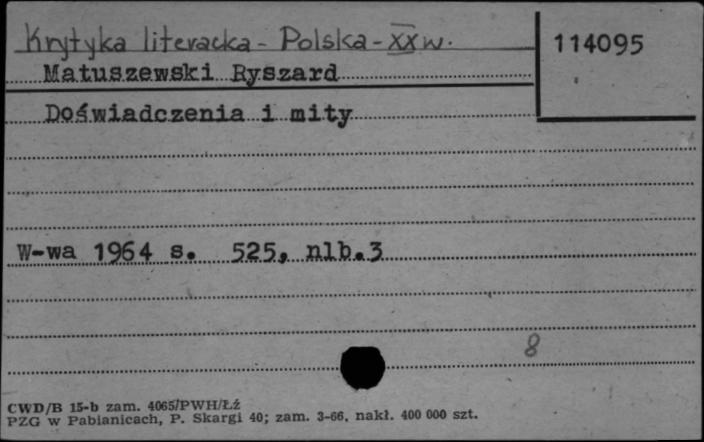 Krytyka literacka - Polska - XX w.
114095
Matuszewski Ryszard
Doświadczenia i mity
W-wa 1964 s. 525, nlb.3
8
CWD/B 15-b zam. 4065/PWH/Łź
PZG w Pabianicach, P. Skargi 40; zam. 3-66, nakł. 400 000 szt.